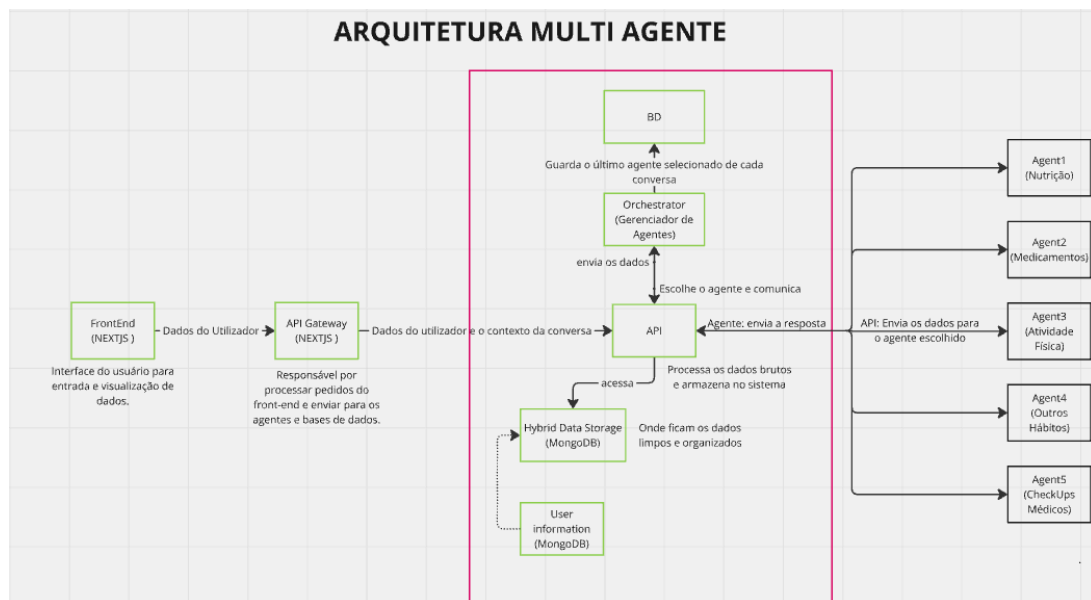 ARQUITETURA MULTI AGENTE
BD
Guarda o último agente selecionado de cada
conversa
Orchestrator
(Gerenciador de
Agentes)
envia os dados
Escolhe o agente e comunica
FrontEnd
(NEXTJS )
Dados do Utilizador
API Gateway
(NEXTJS )
Dados do utilizador e o contexto da conversa
API
Agente: envia a resposta
API: Envia os dados para
o agente escolhido
Interface do usuário para
entrada e visualização de
dados.
Responsável por
processar pedidos do
front-end e enviar para os
agentes e bases de dados.
Processa os dados brutos
e armazena no sistema
acessa
Hybrid Data Storage
(MongoDB)
Onde ficam os dados
limpos e organizados
User
information
(MongoDB)
Agent1
(Nutrição)
Agent2
(Medicamentos)
Agent3
(Atividade
Física)
Agent4
(Outros
Hábitos)
Agent5
(CheckUps
Médicos)